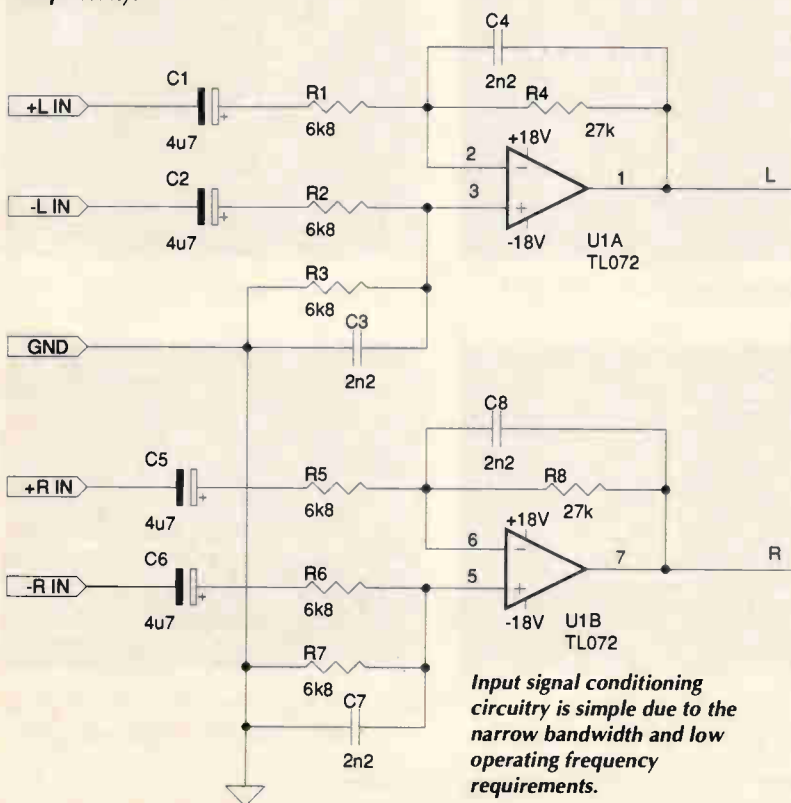 C4
C1
R1
2n2
R4
+L IN
4u7
6k8
+18V
27k
C2
R2
2
1
L
-L IN
3
4u7
6k8
-18V
U1A
TL072
R3
6k8
C3
GND
2n2
C8
C5
R5
2n2
R8
+R IN
4u7
6k8
+18V
27k
C6
R6
6
7
R
-R IN
5
4u7
6k8
-18V
U1B
TL072
R7
6k8
C7
2n2
Input signal conditioning
circuitry is simple due to the
narrow bandwidth and low
operating frequency
requirements.